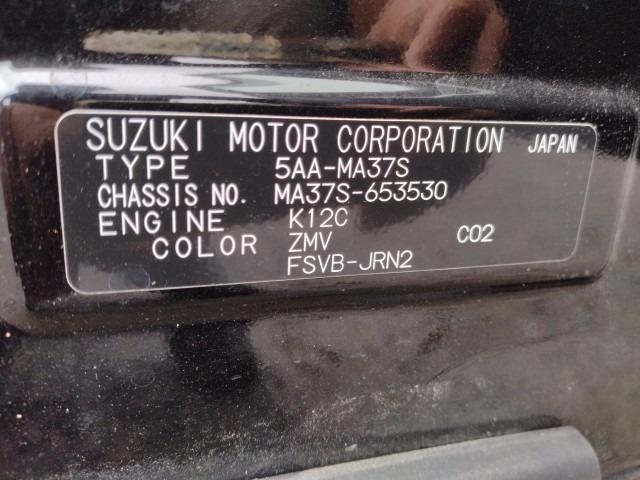 SUZUKI MOTOR CORPORATION JAPAN
TYPE 5AA-MA37S
CHASSIS NO. MA37S-653530
ENGINE K12C
COLOR ZMV C02
FSVB-JRN2